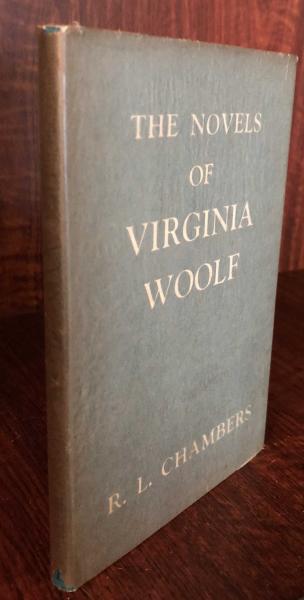 THE NOVELS
OF
VIRGINIA
WOOLF
R. L. CHAMBERS